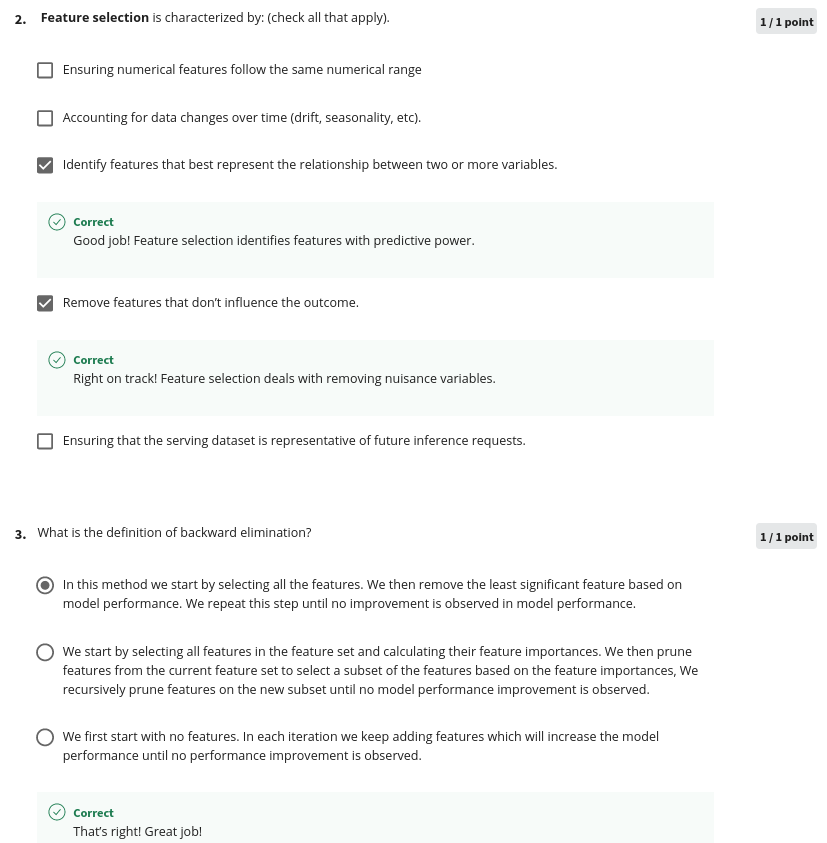 2. Feature selection is characterized by: (check all that apply).
1 / 1 point
Ensuring numerical features follow the same numerical range
Accounting for data changes over time (drift, seasonality, etc).
Identify features that best represent the relationship between two or more variables.
Correct
Good job! Feature selection identifies features with predictive power.
Remove features that don’t influence the outcome.
Correct
Right on track! Feature selection deals with removing nuisance variables.
Ensuring that the serving dataset is representative of future inference requests.
3. What is the definition of backward elimination?
1 / 1 point
In this method we start by selecting all the features. We then remove the least significant feature based on
model performance. We repeat this step until no improvement is observed in model performance.
We start by selecting all features in the feature set and calculating their feature importances. We then prune
features from the current feature set to select a subset of the features based on the feature importances, We
recursively prune features on the new subset until no model performance improvement is observed.
We first start with no features. In each iteration we keep adding features which will increase the model
performance until no performance improvement is observed.
Correct
That’s right! Great job!